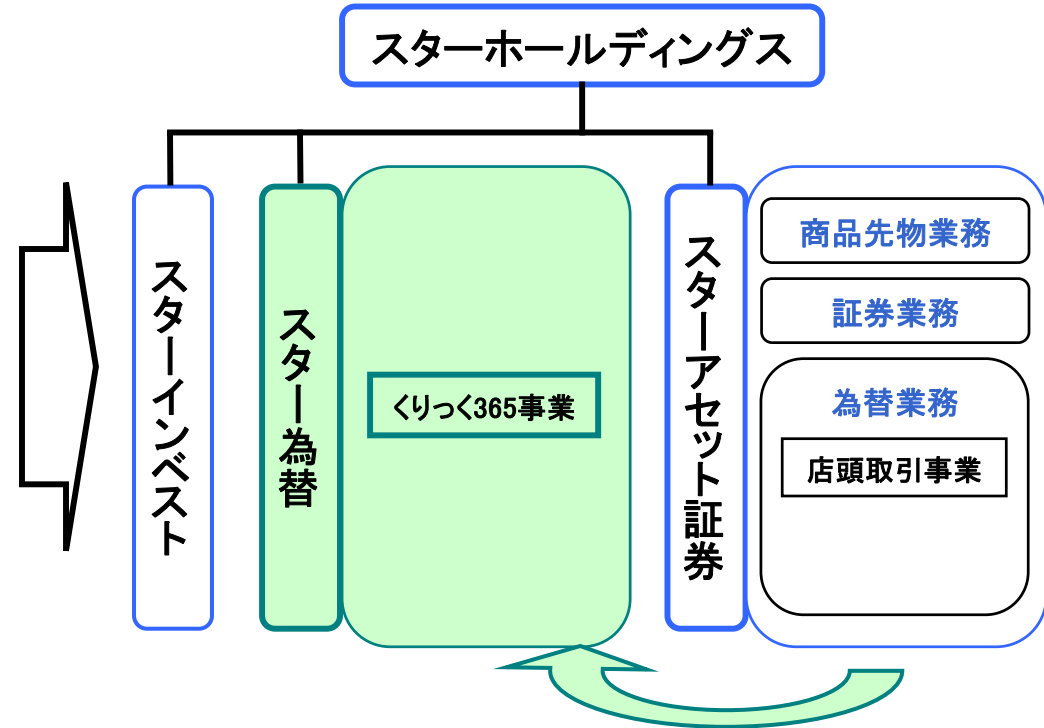 スターホールディングス
スターインベスト
スター為替
くりっく365事業
スターアセット証券
商品先物業務
証券業務
為替業務
店頭取引事業